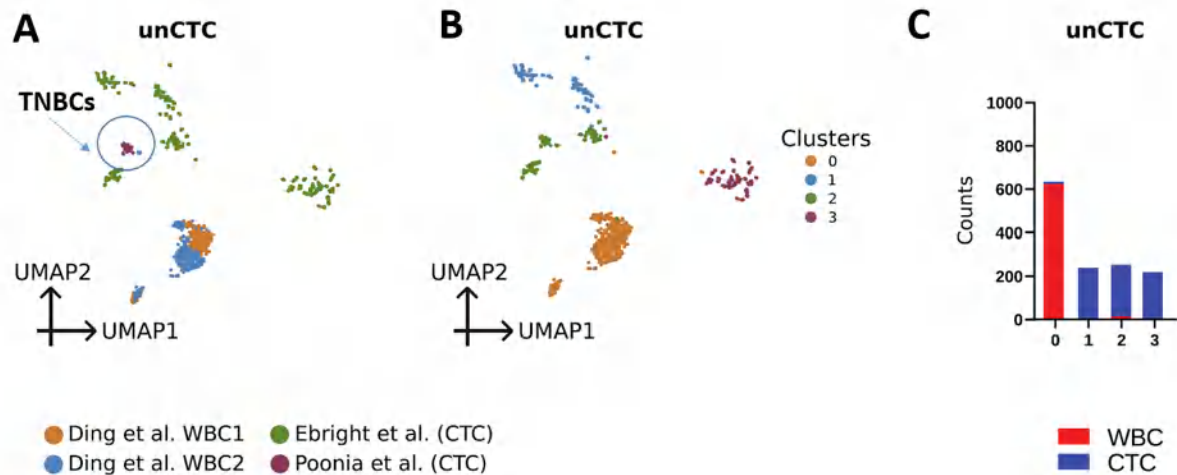 A
unCTC
TNBCs
UMAP2
UMAP1
Ding et al. WBC1
Ding et al. WBC2
Ebright et al. (CTC)
Poonia et al. (CTC)
B
unCTC
Clusters
0
1
2
3
UMAP2
UMAP1
C
unCTC
Counts
1000
800
600
400
200
0
0 1 2 3
WBC
CTC